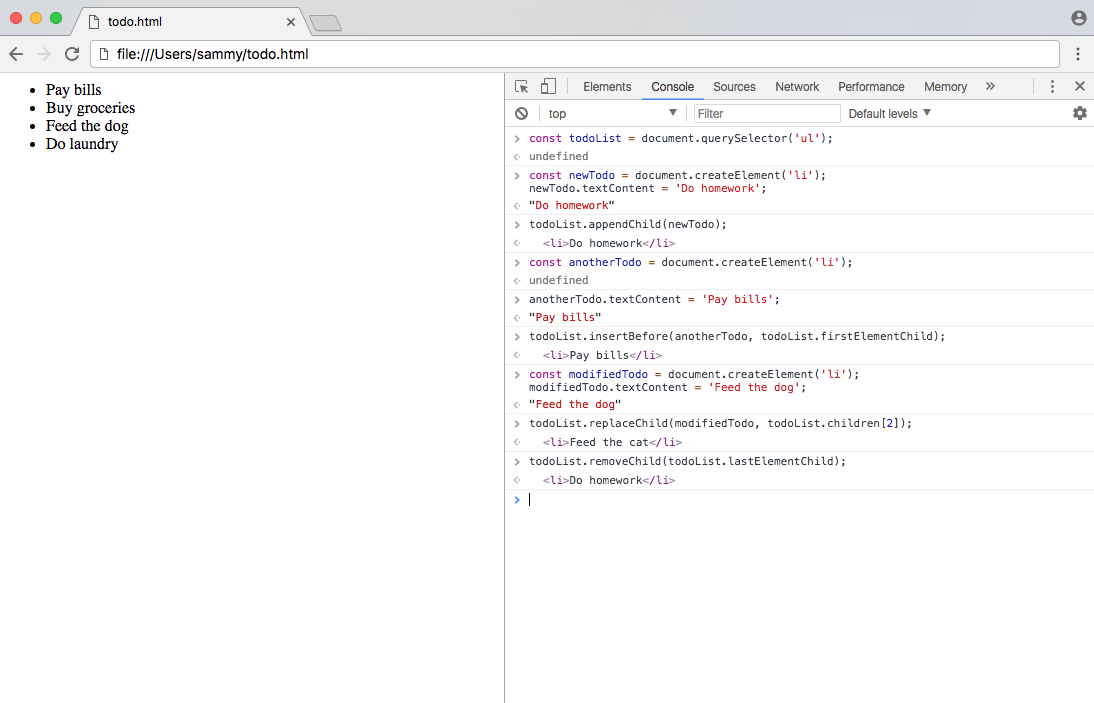 todo.html
file:///Users/sammy/todo.html
Pay bills
Buy groceries
Feed the dog
Do laundry
Elements Console Sources Network Performance Memory »
top Filter Default levels
const todoList = document.querySelector('ul');
undefined
const newTodo = document.createElement('li');
newTodo.textContent = 'Do homework';
"Do homework"
todoList.appendChild(newTodo);
<li>Do homework</li>
const anotherTodo = document.createElement('li');
undefined
anotherTodo.textContent = 'Pay bills';
"Pay bills"
todoList.insertBefore(anotherTodo, todoList.firstElementChild);
<li>Pay bills</li>
const modifiedTodo = document.createElement('li');
modifiedTodo.textContent = 'Feed the dog';
"Feed the dog"
todoList.replaceChild(modifiedTodo, todoList.children[2]);
<li>Feed the cat</li>
todoList.removeChild(todoList.lastElementChild);
<li>Do homework</li>